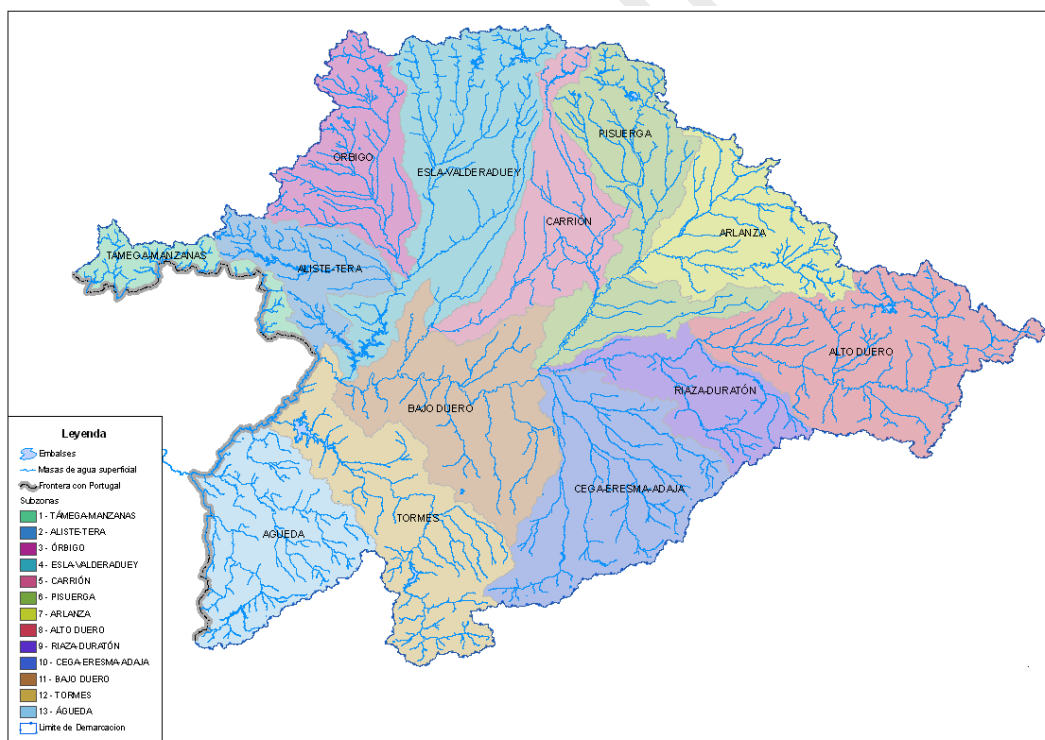 PISUERGA
ÓRBIGO
ESLA-VALDERADUEY
CARRIÓN
ARLANZA
TÁMEGA-MANZANAS
ALISTE-TERA
ALTO DUERO
RIAZA-DURATÓN
BAJO DUERO
CEGA-ERESMA-ADAJA
TORMES
ÁGUEDA
Leyenda
Embalses
Masas de agua superficial
Frontera con Portugal
Subzonas
1 - TÁMEGA-MANZANAS
2 - ALISTE-TERA
3 - ÓRBIGO
4 - ESLA-VALDERADUEY
5 - CARRIÓN
6 - PISUERGA
7 - ARLANZA
8 - ALTO DUERO
9 - RIAZA-DURATÓN
10 - CEGA-ERESMA-ADAJA
11 - BAJO DUERO
12 - TORMES
13 - ÁGUEDA
Limite de Demarcacion